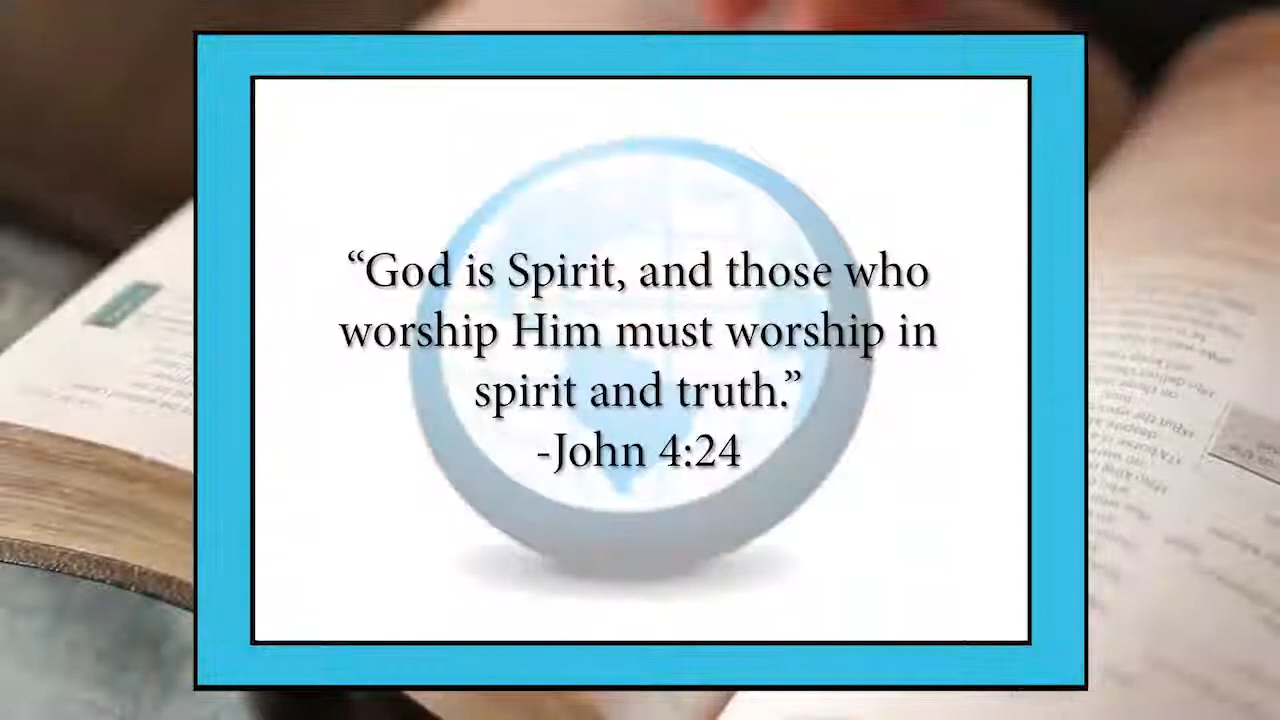 “God is Spirit, and those who
worship Him must worship in
spirit and truth.”
-John 4:24